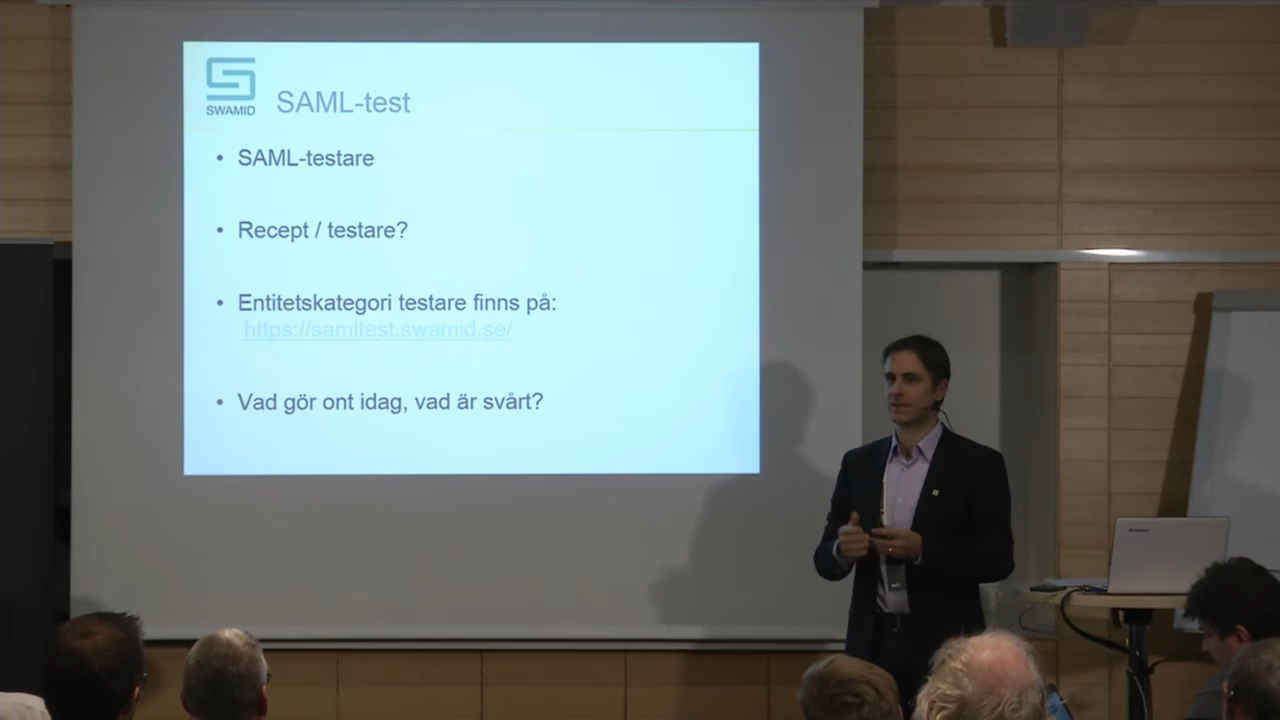 SWAMID
SAML-test
• SAML-testare
• Recept / testare?
• Entitetskategori testare finns på:
https://samltest.swamid.se/
• Vad gör ont idag, vad är svårt?